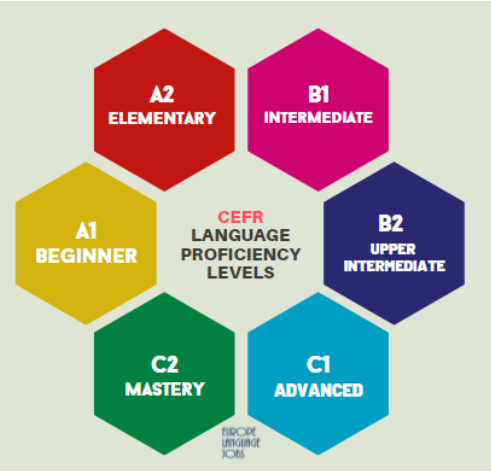 A2
ELEMENTARY
B1
INTERMEDIATE
A1
BEGINNER
CEFR
LANGUAGE
PROFICIENCY
LEVELS
B2
UPPER
INTERMEDIATE
C2
MASTERY
C1
ADVANCED
EUROPE
LANGUAGE
JOBS